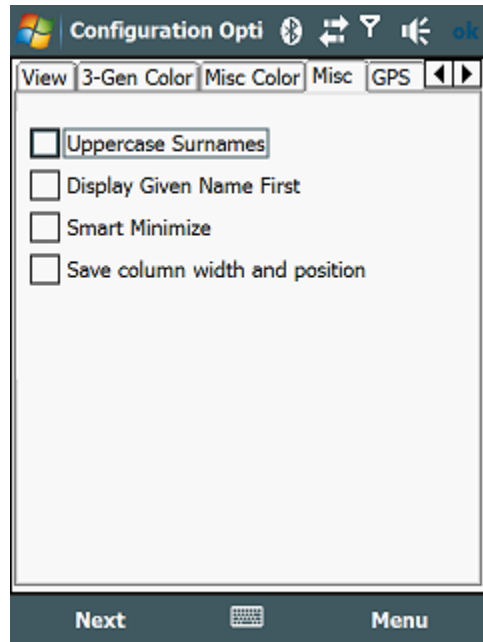 Configuration Opti ok
View 3-Gen Color Misc Color Misc GPS
Uppercase Surnames
Display Given Name First
Smart Minimize
Save column width and position
Next Menu